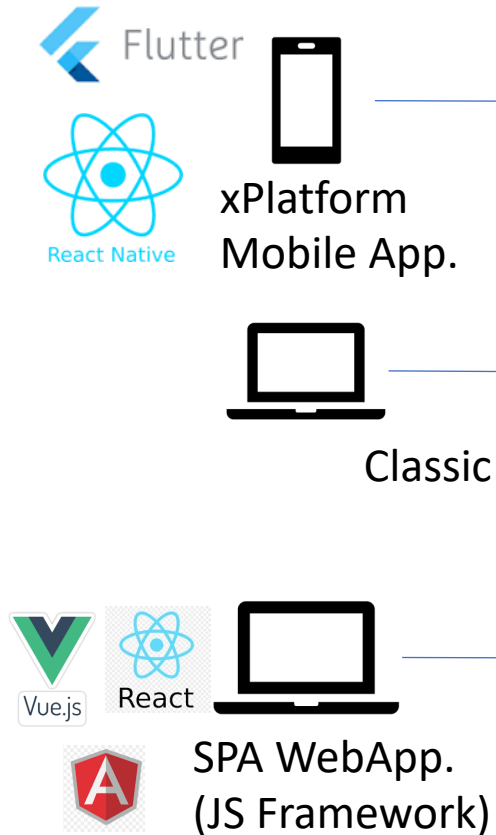 Flutter
React Native
xPlatform
Mobile App.
Classic
Vue.js
React
A
SPA WebApp.
(JS Framework)